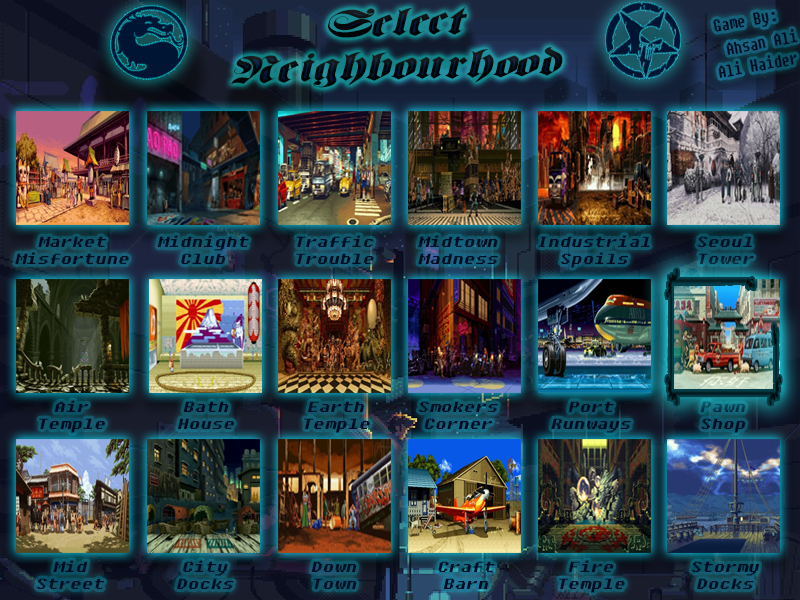 Select
Neighbourhood
Game By:
Ahsan Ali
Ali Haider
Market
Misfortune
Midnight
Club
Traffic
Trouble
Midtown
Madness
Industrial
Spoils
Seoul
Tower
Air
Temple
Bath
House
Earth
Temple
Smokers
Corner
Port
Runways
Pawn
Shop
Mid
Street
City
Docks
Down
Town
Craft
Barn
Fire
Temple
Stormy
Docks